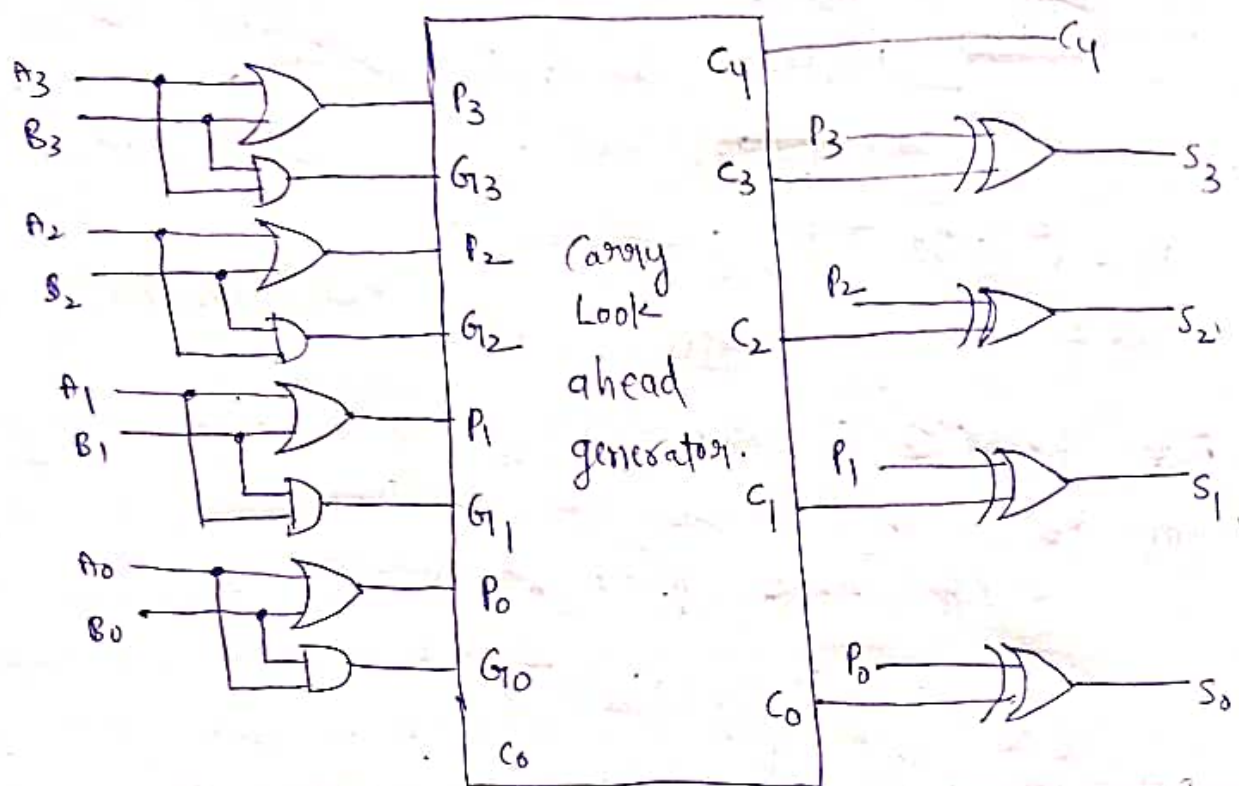 A3
B3
P3
G3
A2
B2
P2
G2
A1
B1
P1
G1
A0
B0
P0
G0
C0
Carry
Look
ahead
generator.
C4
C4
P3
C3
S3
P2
C2
S2
P1
C1
S1
P0
C0
S0